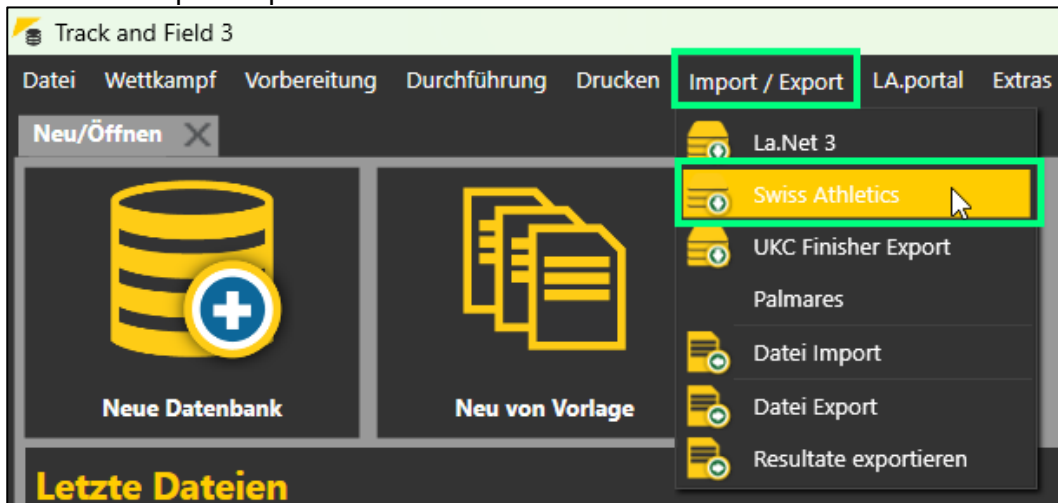 Track and Field 3
Datei Wettkampf Vorbereitung Durchführung Drucken Import / Export LA.portal Extras
Neu/Öffnen
La.Net 3
Swiss Athletics
UKC Finisher Export
Palmares
Datei Import
Datei Export
Resultate exportieren
Neue Datenbank
Neu von Vorlage
Letzte Dateien